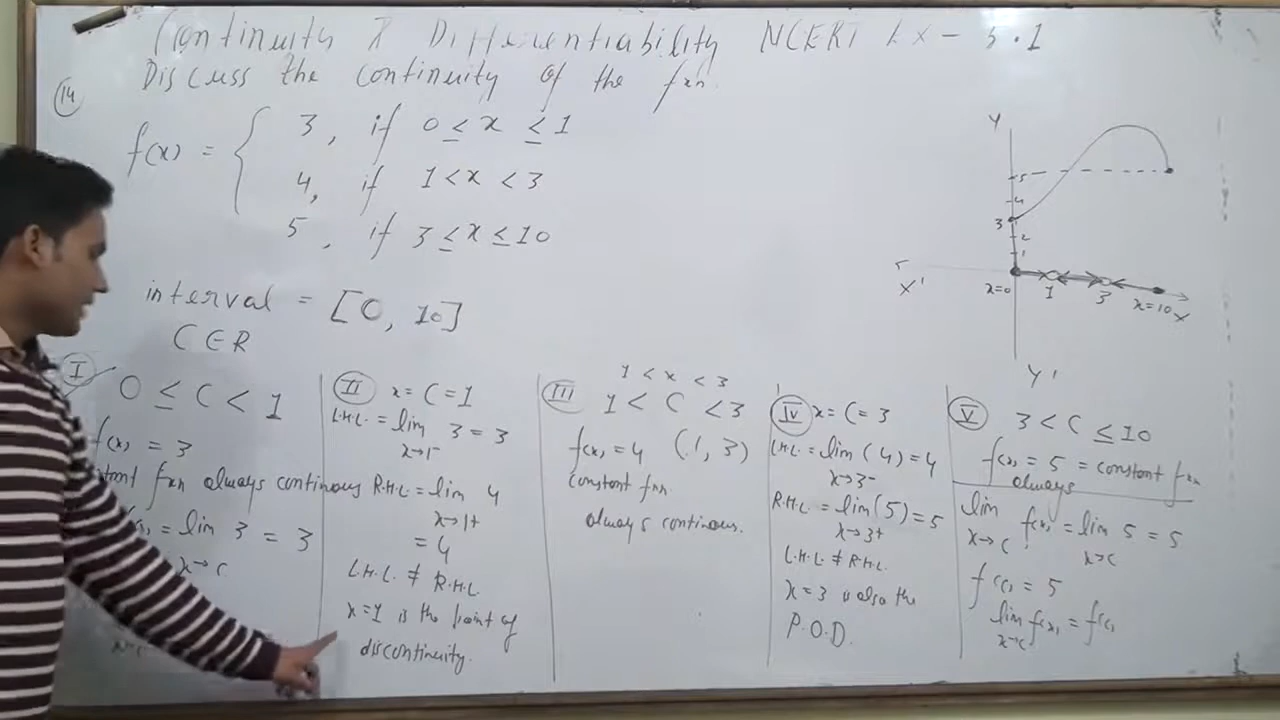 Continuity & Differentiability NCERT Ex - 5.1
14 Discuss the continuity of the fxn.
f(x) = { 3, if 0 ≤ x ≤ 1
4, if 1 < x < 3
5, if 3 ≤ x ≤ 10
interval = [0, 10]
C ∈ R
I 0 ≤ C < 1
f(x) = 3
fxn always continous
= lim 3 = 3
x→c
II x = C = 1
L.H.L. = lim 3 = 3
x→1-
R.H.L = lim 4
x→1+
= 4
L.H.L. ≠ R.H.L.
x=1 is the point of
discontinuity.
1 < x < 3
III 1 < C < 3
f(x) = 4 (1, 3)
Constant fxn.
always continous.
IV x = C = 3
L.H.L. = lim (4) = 4
x→3-
R.H.L. = lim (5) = 5
x→3+
L.H.L. ≠ R.H.L.
x = 3 is also the
P.O.D.
V 3 < C ≤ 10
f(x) = 5 = constant fxn
always
lim f(x) = lim 5 = 5
x→c x→c
f(c) = 5
lim f(x) = f(c)
x→c
Y
5
4
3
2
1
X'
x=0
1
3
x=10
X
Y'